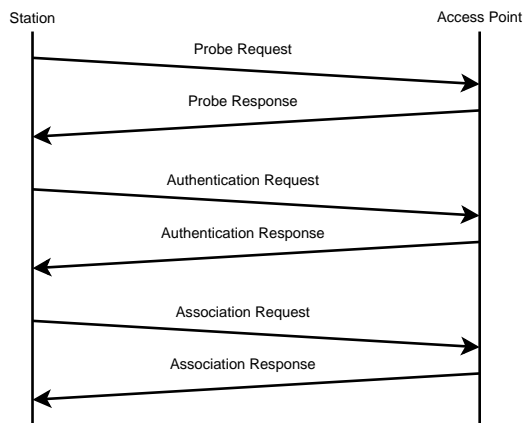 Station
Access Point
Probe Request
Probe Response
Authentication Request
Authentication Response
Association Request
Association Response